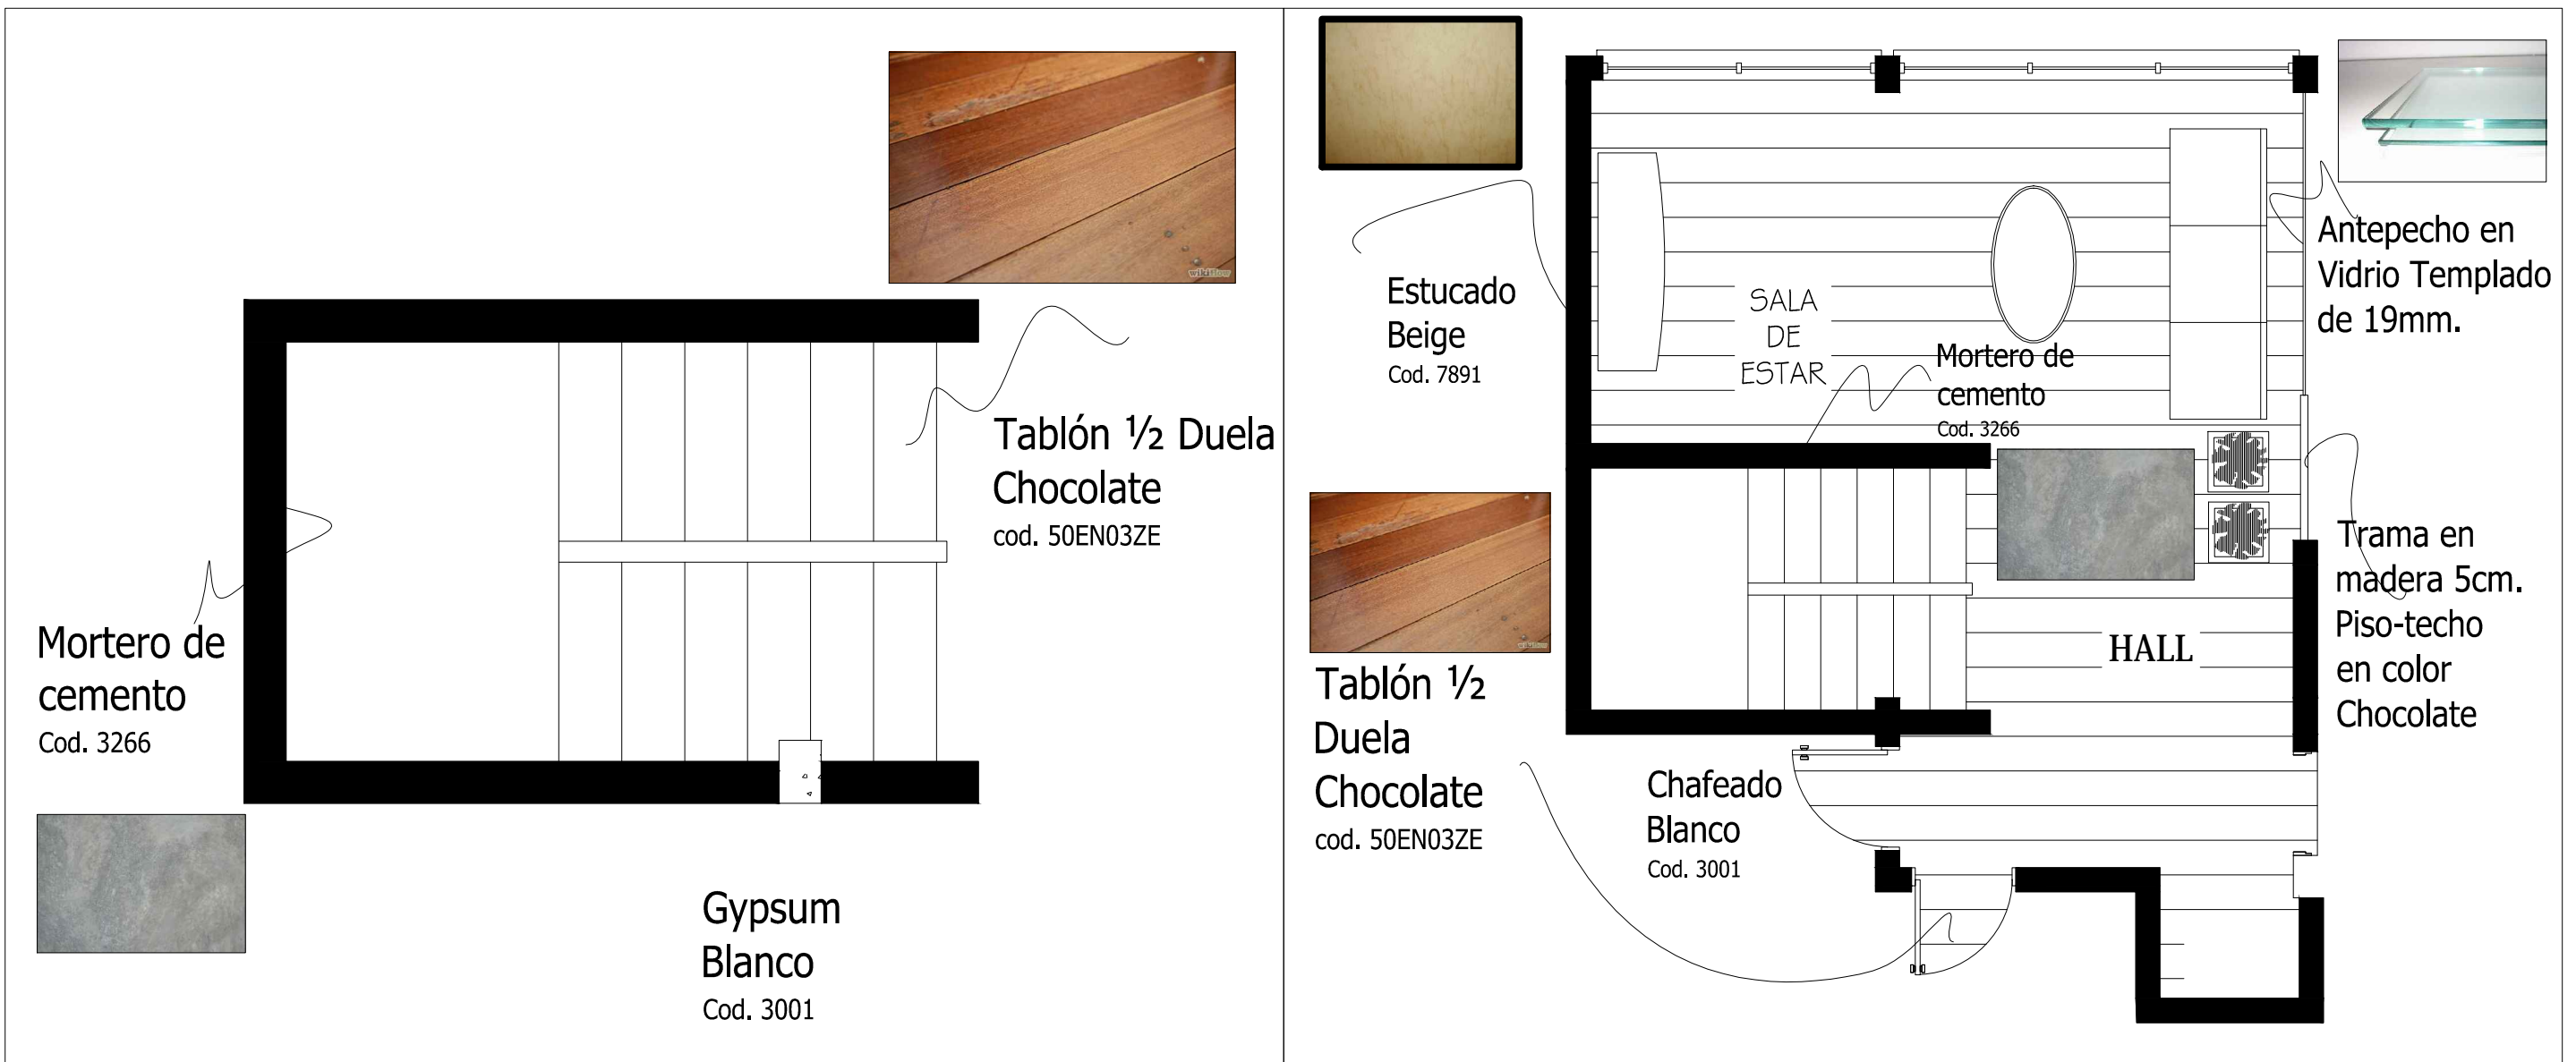 Tablón ½ Duela
Chocolate
cod. 50EN03ZE
Mortero de
cemento
Cod. 3266
Gypsum
Blanco
Cod. 3001
wikiHow
Estucado
Beige
Cod. 7891
SALA
DE
ESTAR
Mortero de
cemento
Cod. 3266
Antepecho en
Vidrio Templado
de 19mm.
Tablón ½
Duela
Chocolate
cod. 50EN03ZE
wikiHow
HALL
Trama en
madera 5cm.
Piso-techo
en color
Chocolate
Chafeado
Blanco
Cod. 3001